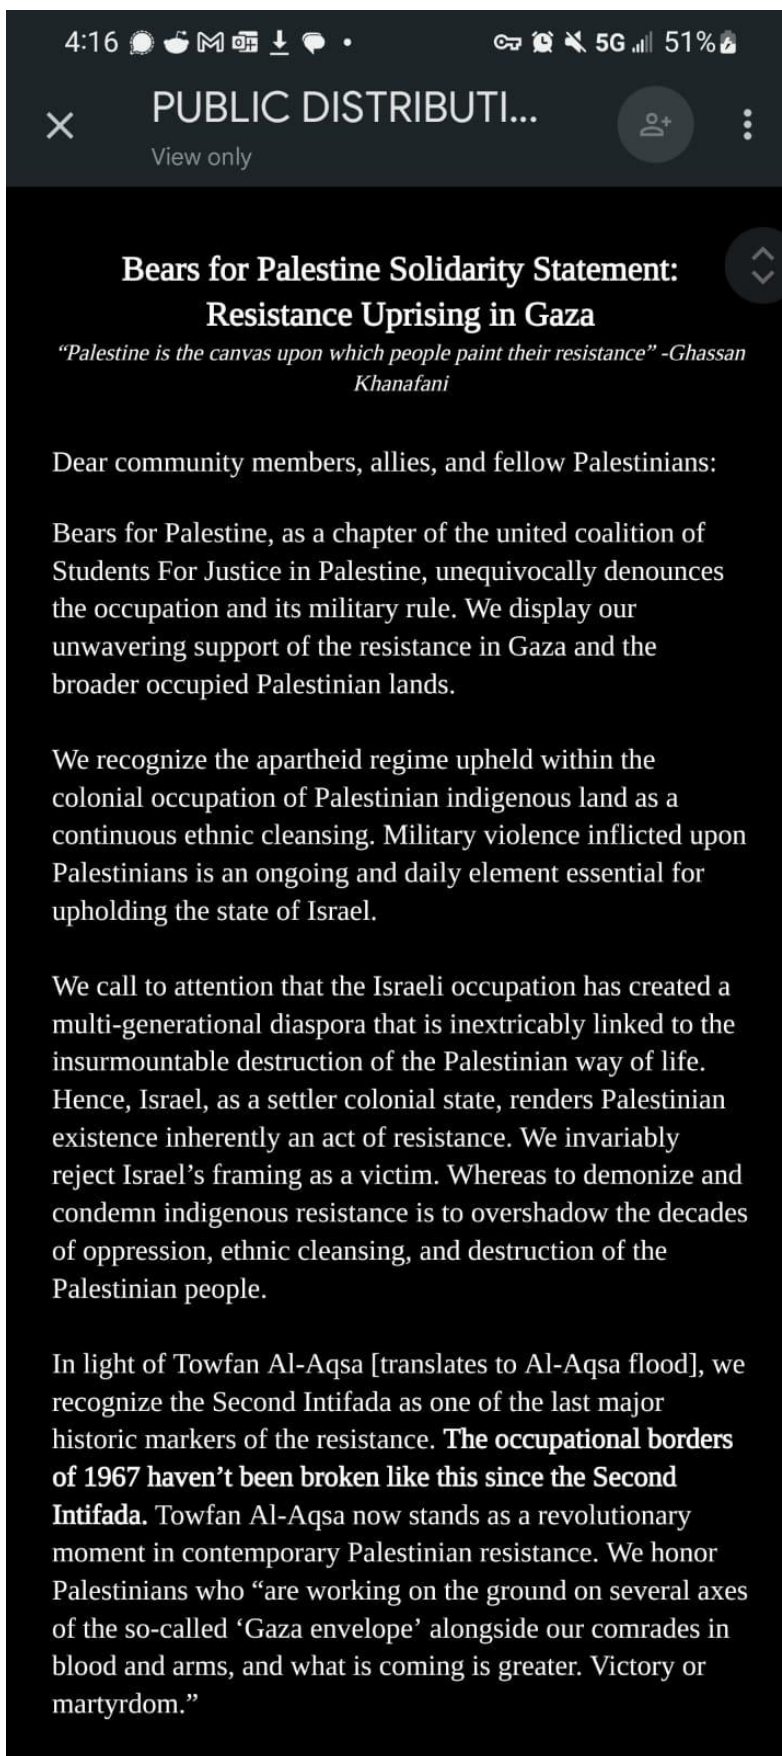 4:16 5G 51%
PUBLIC DISTRIBUTI...
View only
Bears for Palestine Solidarity Statement:
Resistance Uprising in Gaza
“Palestine is the canvas upon which people paint their resistance” -Ghassan
Khanafani
Dear community members, allies, and fellow Palestinians:
Bears for Palestine, as a chapter of the united coalition of
Students For Justice in Palestine, unequivocally denounces
the occupation and its military rule. We display our
unwavering support of the resistance in Gaza and the
broader occupied Palestinian lands.
We recognize the apartheid regime upheld within the
colonial occupation of Palestinian indigenous land as a
continuous ethnic cleansing. Military violence inflicted upon
Palestinians is an ongoing and daily element essential for
upholding the state of Israel.
We call to attention that the Israeli occupation has created a
multi-generational diaspora that is inextricably linked to the
insurmountable destruction of the Palestinian way of life.
Hence, Israel, as a settler colonial state, renders Palestinian
existence inherently an act of resistance. We invariably
reject Israel’s framing as a victim. Whereas to demonize and
condemn indigenous resistance is to overshadow the decades
of oppression, ethnic cleansing, and destruction of the
Palestinian people.
In light of Towfan Al-Aqsa [translates to Al-Aqsa flood], we
recognize the Second Intifada as one of the last major
historic markers of the resistance. The occupational borders
of 1967 haven’t been broken like this since the Second
Intifada. Towfan Al-Aqsa now stands as a revolutionary
moment in contemporary Palestinian resistance. We honor
Palestinians who “are working on the ground on several axes
of the so-called ‘Gaza envelope’ alongside our comrades in
blood and arms, and what is coming is greater. Victory or
martyrdom.”